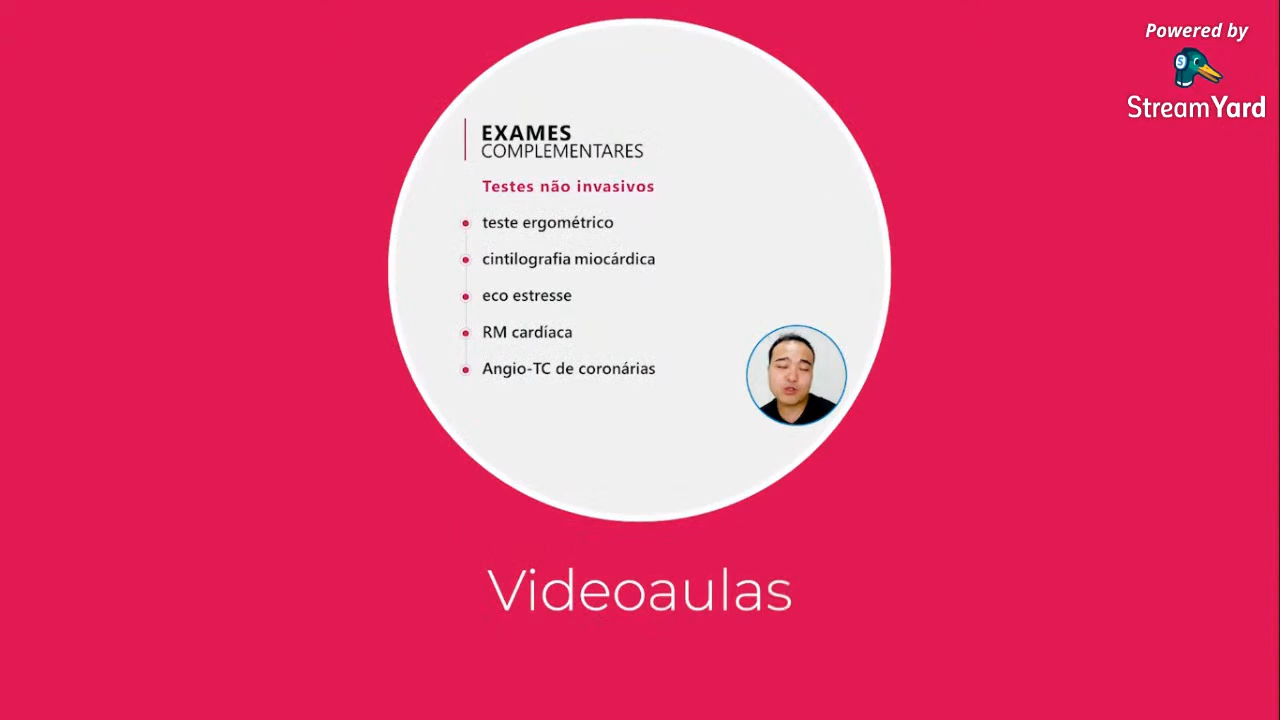 Powered by
StreamYard
EXAMES
COMPLEMENTARES
Testes não invasivos
teste ergométrico
cintilografia miocárdica
eco estresse
RM cardíaca
Angio-TC de coronárias
Videoaulas